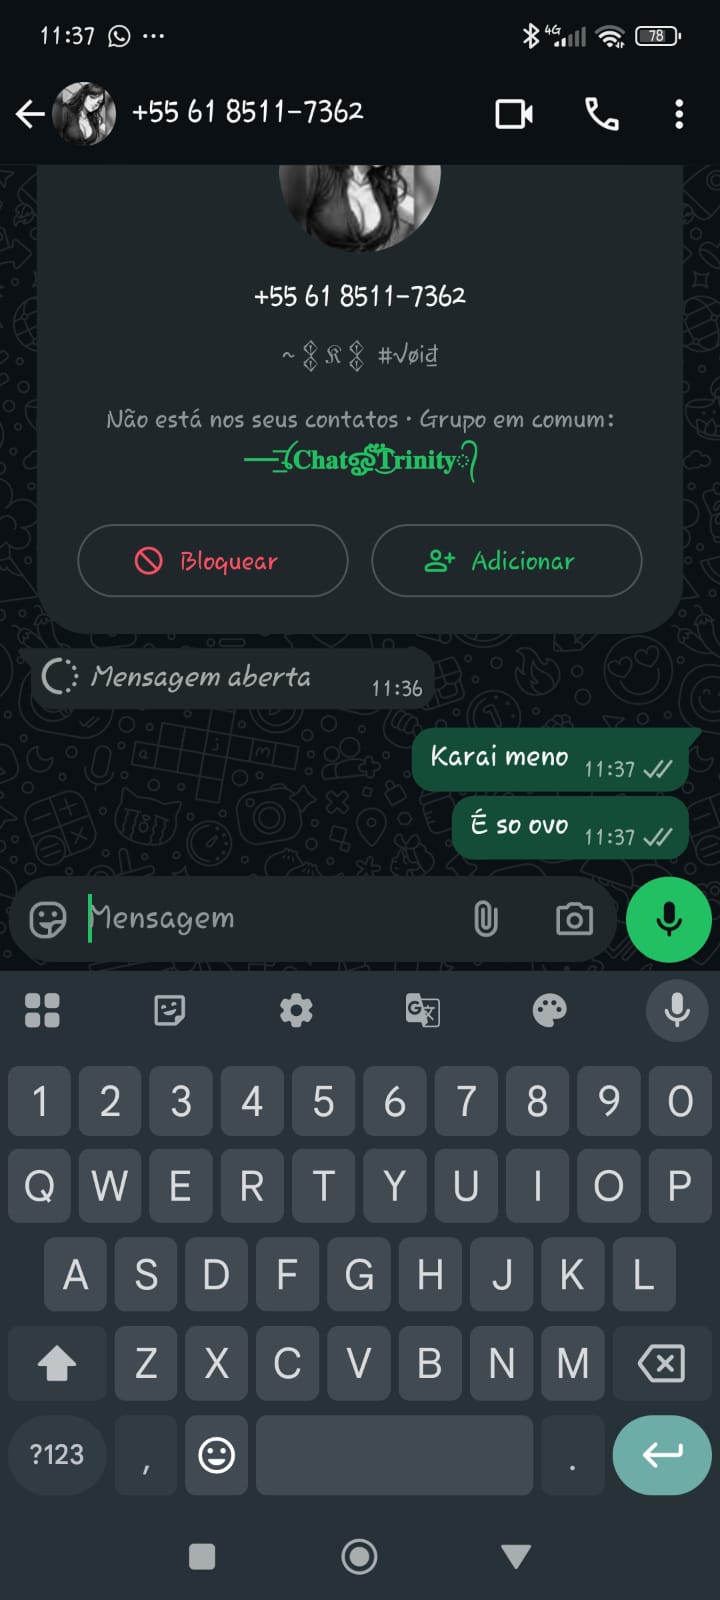 11:37
4G
78
+55 61 8511-7362
+55 61 8511-7362
#√øiđ
Não está nos seus contatos • Grupo em comum:
Chat Trinity
Bloquear
Adicionar
Mensagem aberta 11:36
Karai meno 11:37
É so ovo 11:37
Mensagem
1 2 3 4 5 6 7 8 9 0
Q W E R T Y U I O P
A S D F G H J K L
Z X C V B N M
?123 , .